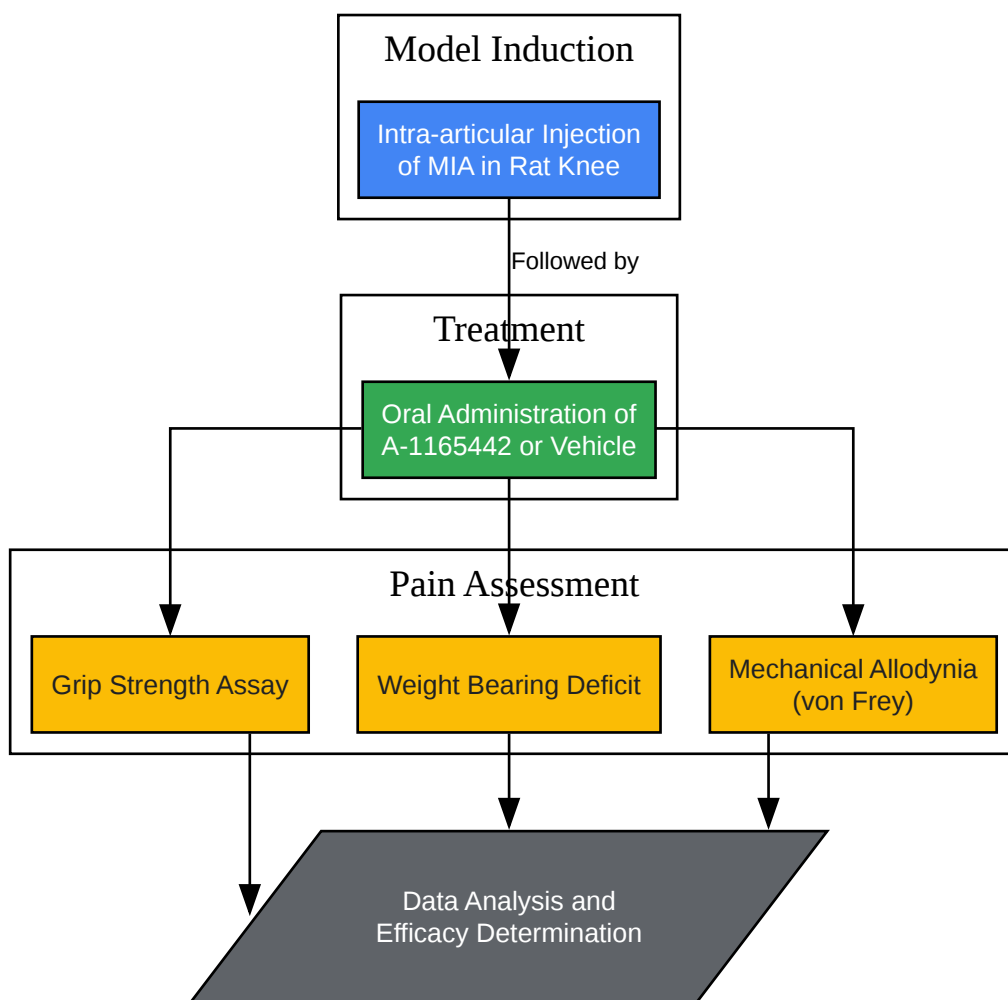 Model Induction
Intra-articular Injection
of MIA in Rat Knee
Followed by
Treatment
Oral Administration of
A-1165442 or Vehicle
Pain Assessment
Grip Strength Assay
Weight Bearing Deficit
Mechanical Allodynia
(von Frey)
Data Analysis and
Efficacy Determination